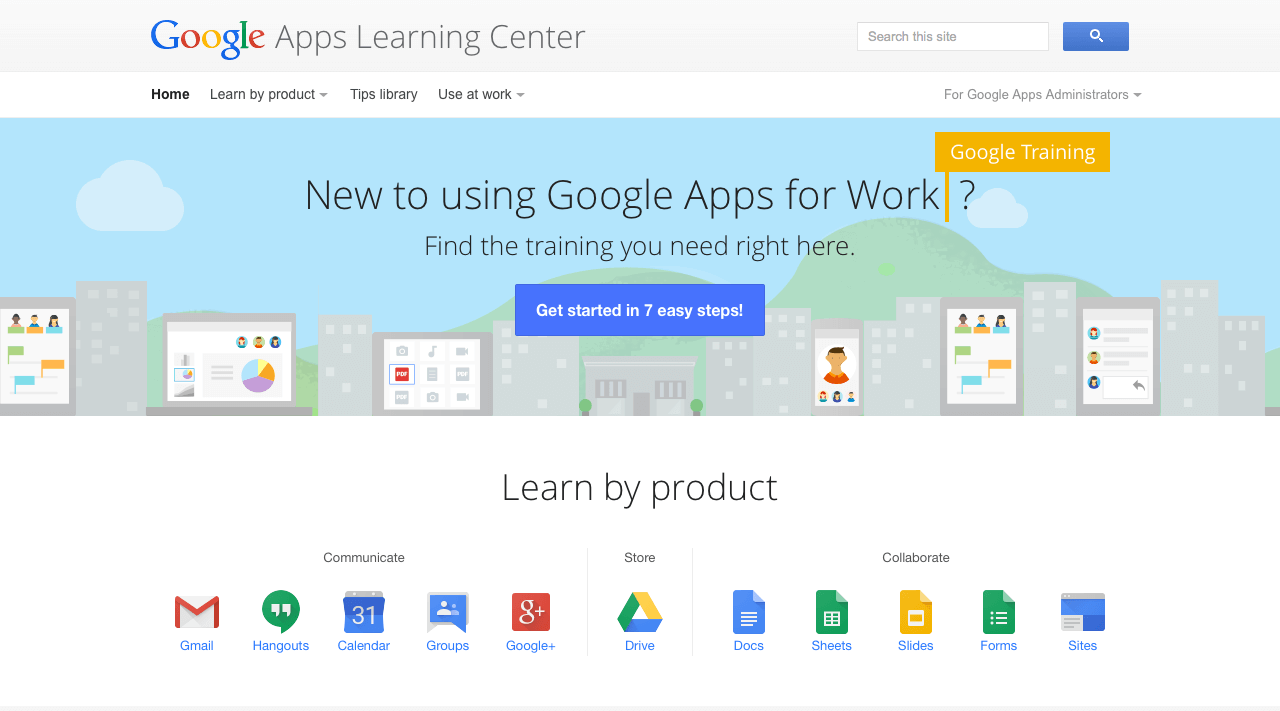 Google Apps Learning Center
Search this site
Home Learn by product Tips library Use at work For Google Apps Administrators
Google Training
New to using Google Apps for Work ?
Find the training you need right here.
Get started in 7 easy steps!
PDF PDF
PDF
Learn by product
Communicate Store Collaborate
31 g+
Gmail Hangouts Calendar Groups Google+ Drive Docs Sheets Slides Forms Sites